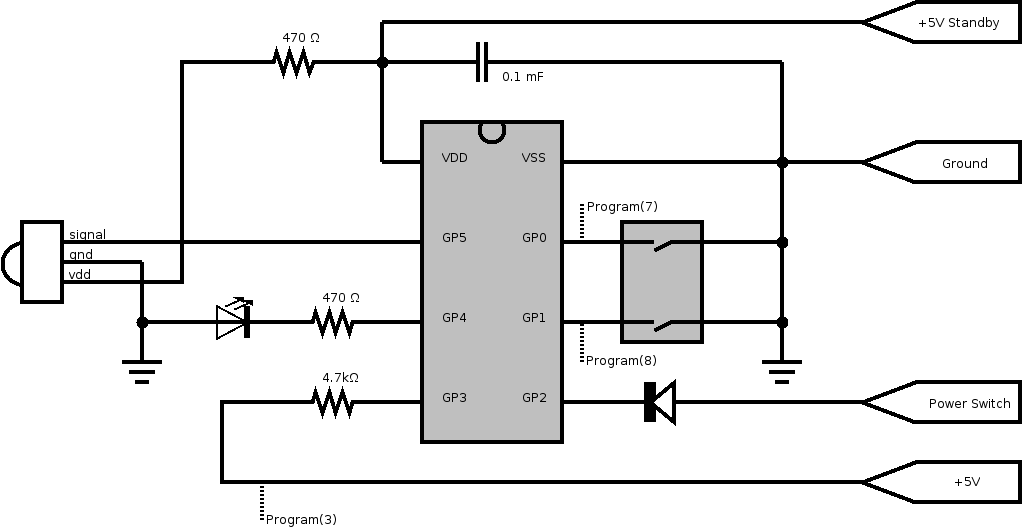 +5V Standby
470 Ω
0.1 mF
VDD
VSS
Ground
Program(7)
signal
GP5
GP0
gnd
vdd
470 Ω
GP4
GP1
Program(8)
4.7kΩ
GP3
GP2
Power Switch
+5V
Program(3)